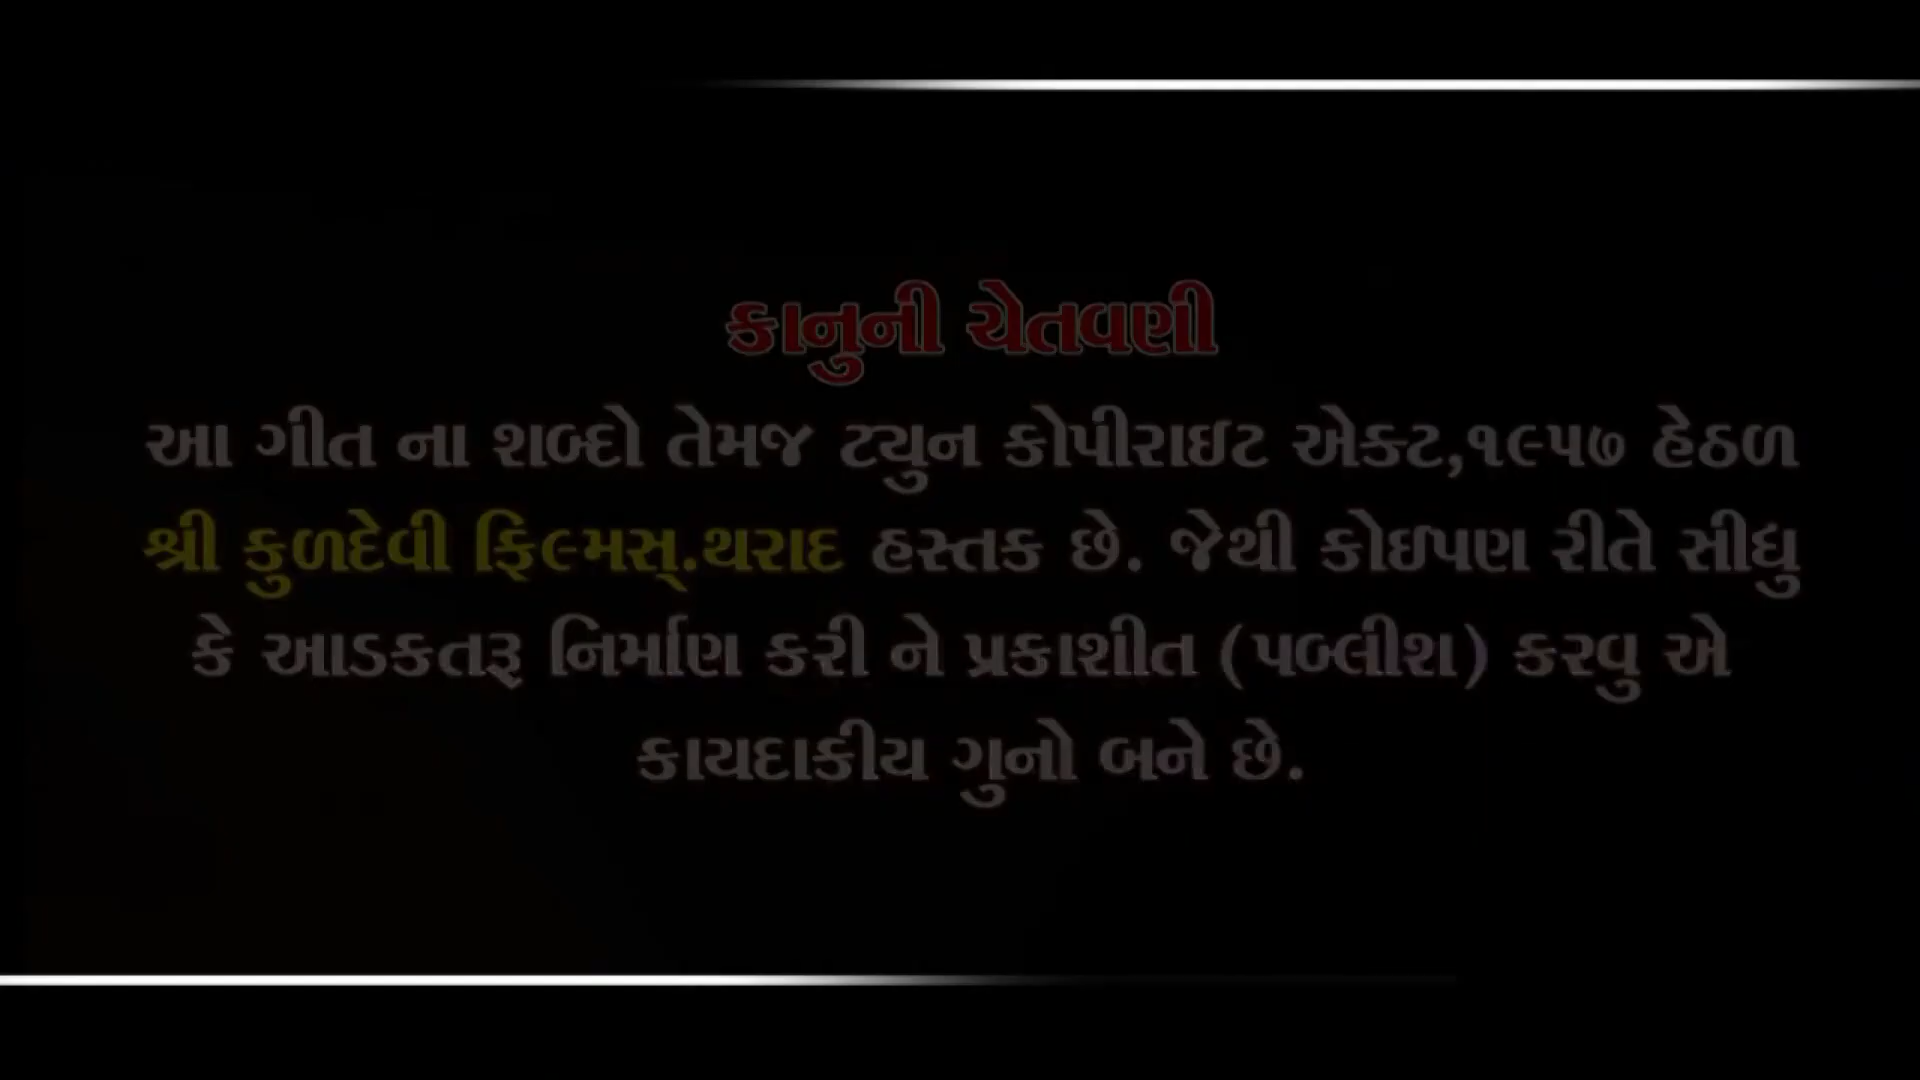 કાનુની ચેતવણી
આ ગીત ના શબ્દો તેમજ ટ્યુન કોપીરાઈટ એક્ટ,૧૯૫૭ હેઠળ
શ્રી કુળદેવી ફિલ્મસ્.થરાદ હસ્તક છે. જેથી કોઇપણ રીતે સીધુ
કે આડકતરૂ નિર્માણ કરી ને પ્રકાશીત (પબ્લીશ) કરવુ એ
કાયદાકીય ગુનો બને છે.